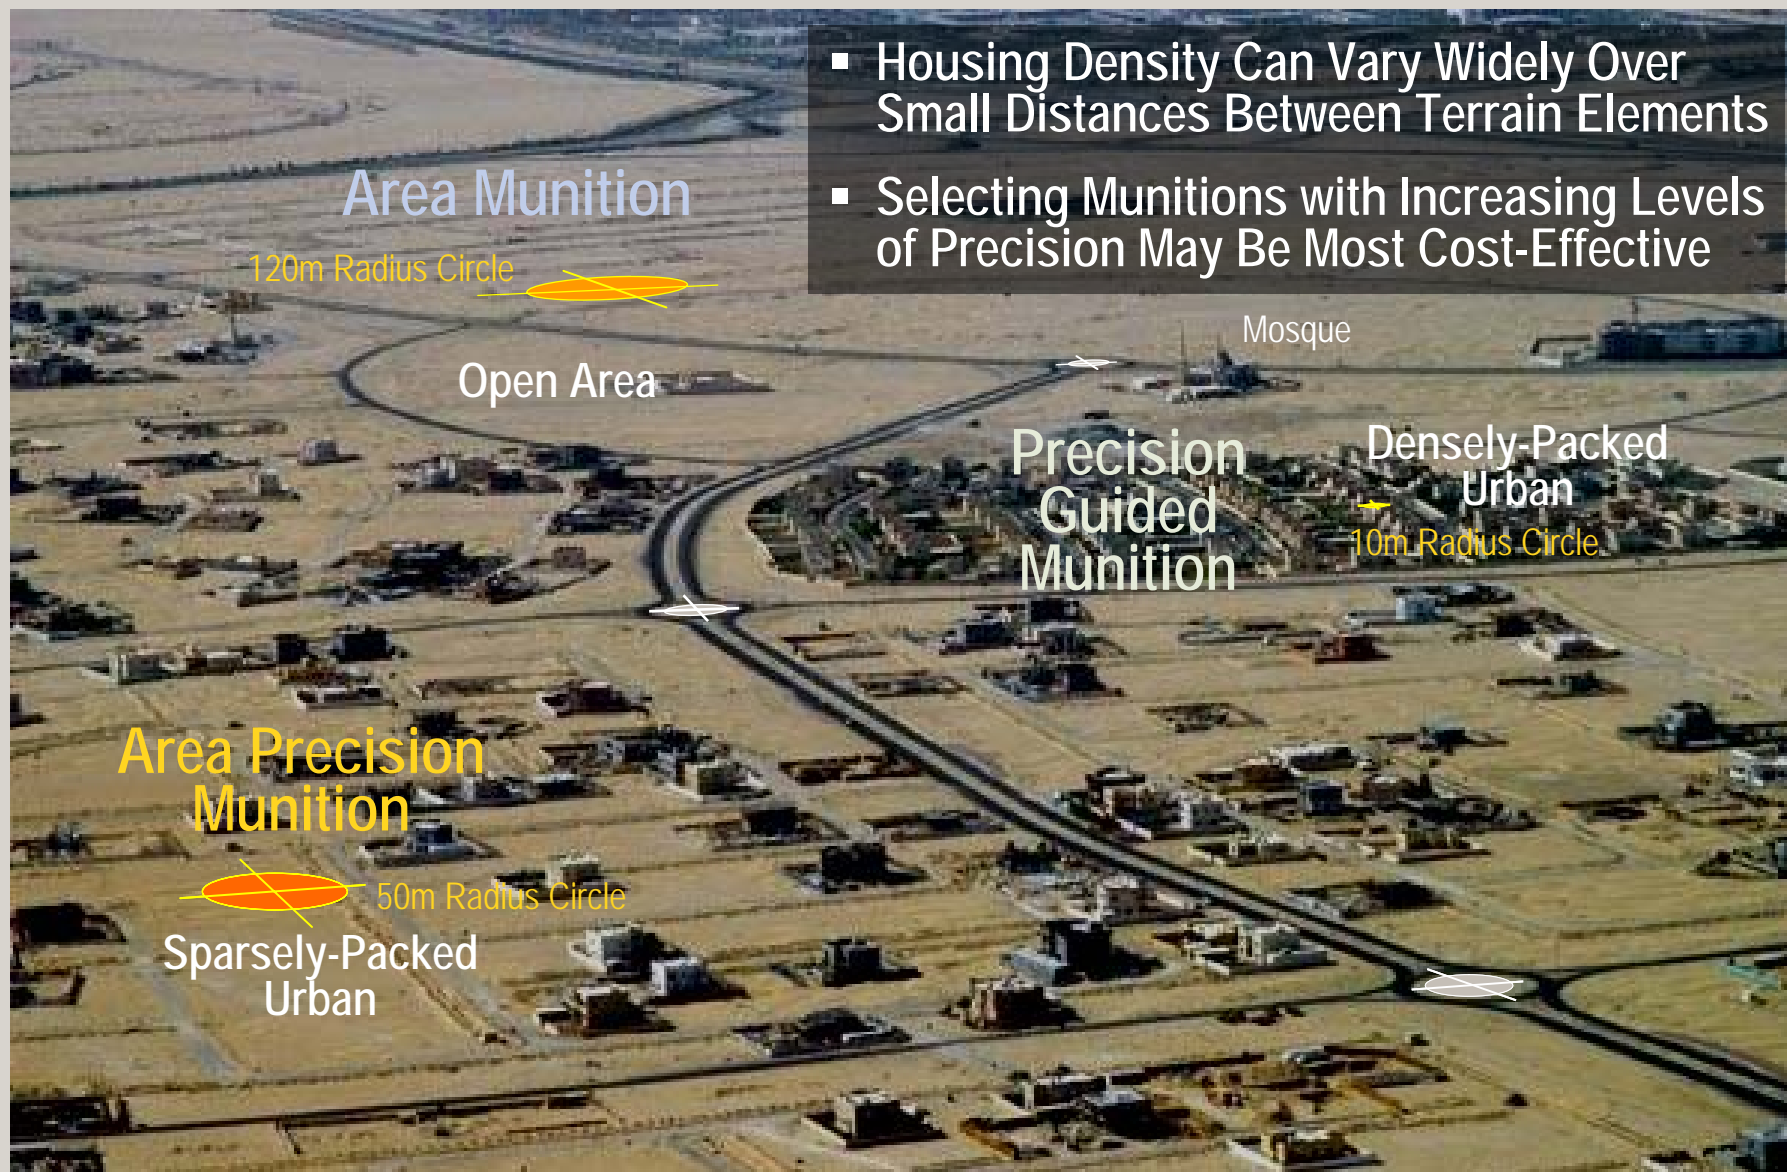 ▪ Housing Density Can Vary Widely Over
Small Distances Between Terrain Elements
▪ Selecting Munitions with Increasing Levels
of Precision May Be Most Cost-Effective
Area Munition
120m Radius Circle
Mosque
Open Area
Precision
Guided
Munition
Densely-Packed
Urban
10m Radius Circle
Area Precision
Munition
50m Radius Circle
Sparsely-Packed
Urban